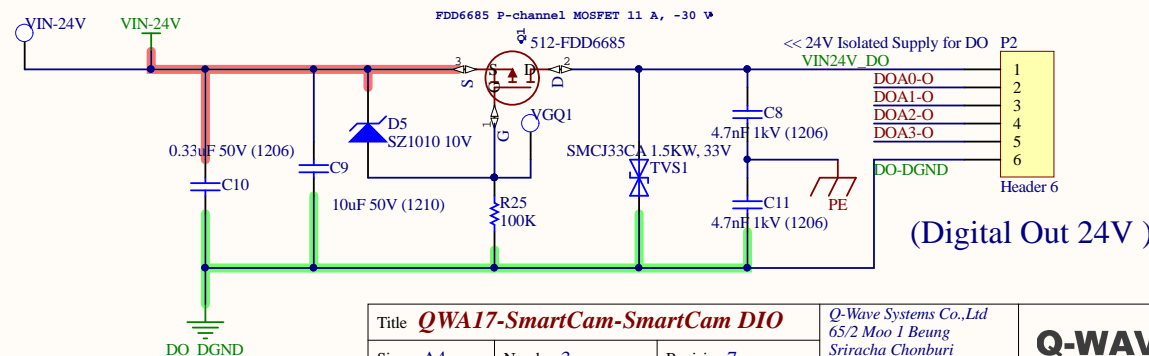 FDD6685 P-channel MOSFET 11 A, -30 V
VIN-24V
VIN-24V
Q1
512-FDD6685
<< 24V Isolated Supply for DO
P2
VIN24V_DO
3
S
S
D
2
D
G
1
G
VGQ1
1
DOA0-O
2
DOA1-O
3
DOA2-O
4
DOA3-O
5
DO-DGND
6
Header 6
D5
SZ1010 10V
0.33uF 50V (1206)
C10
C9
10uF 50V (1210)
R25
100K
SMCJ33CA 1.5KW, 33V
TVS1
C8
4.7nF 1kV (1206)
C11
4.7nF 1kV (1206)
PE
(Digital Out 24V )
DO_DGND
Title QWA17-SmartCam-SmartCam DIO
Q-Wave Systems Co.,Ltd
65/2 Moo 1 Beung
Sriracha Chonburi
Q-WAV